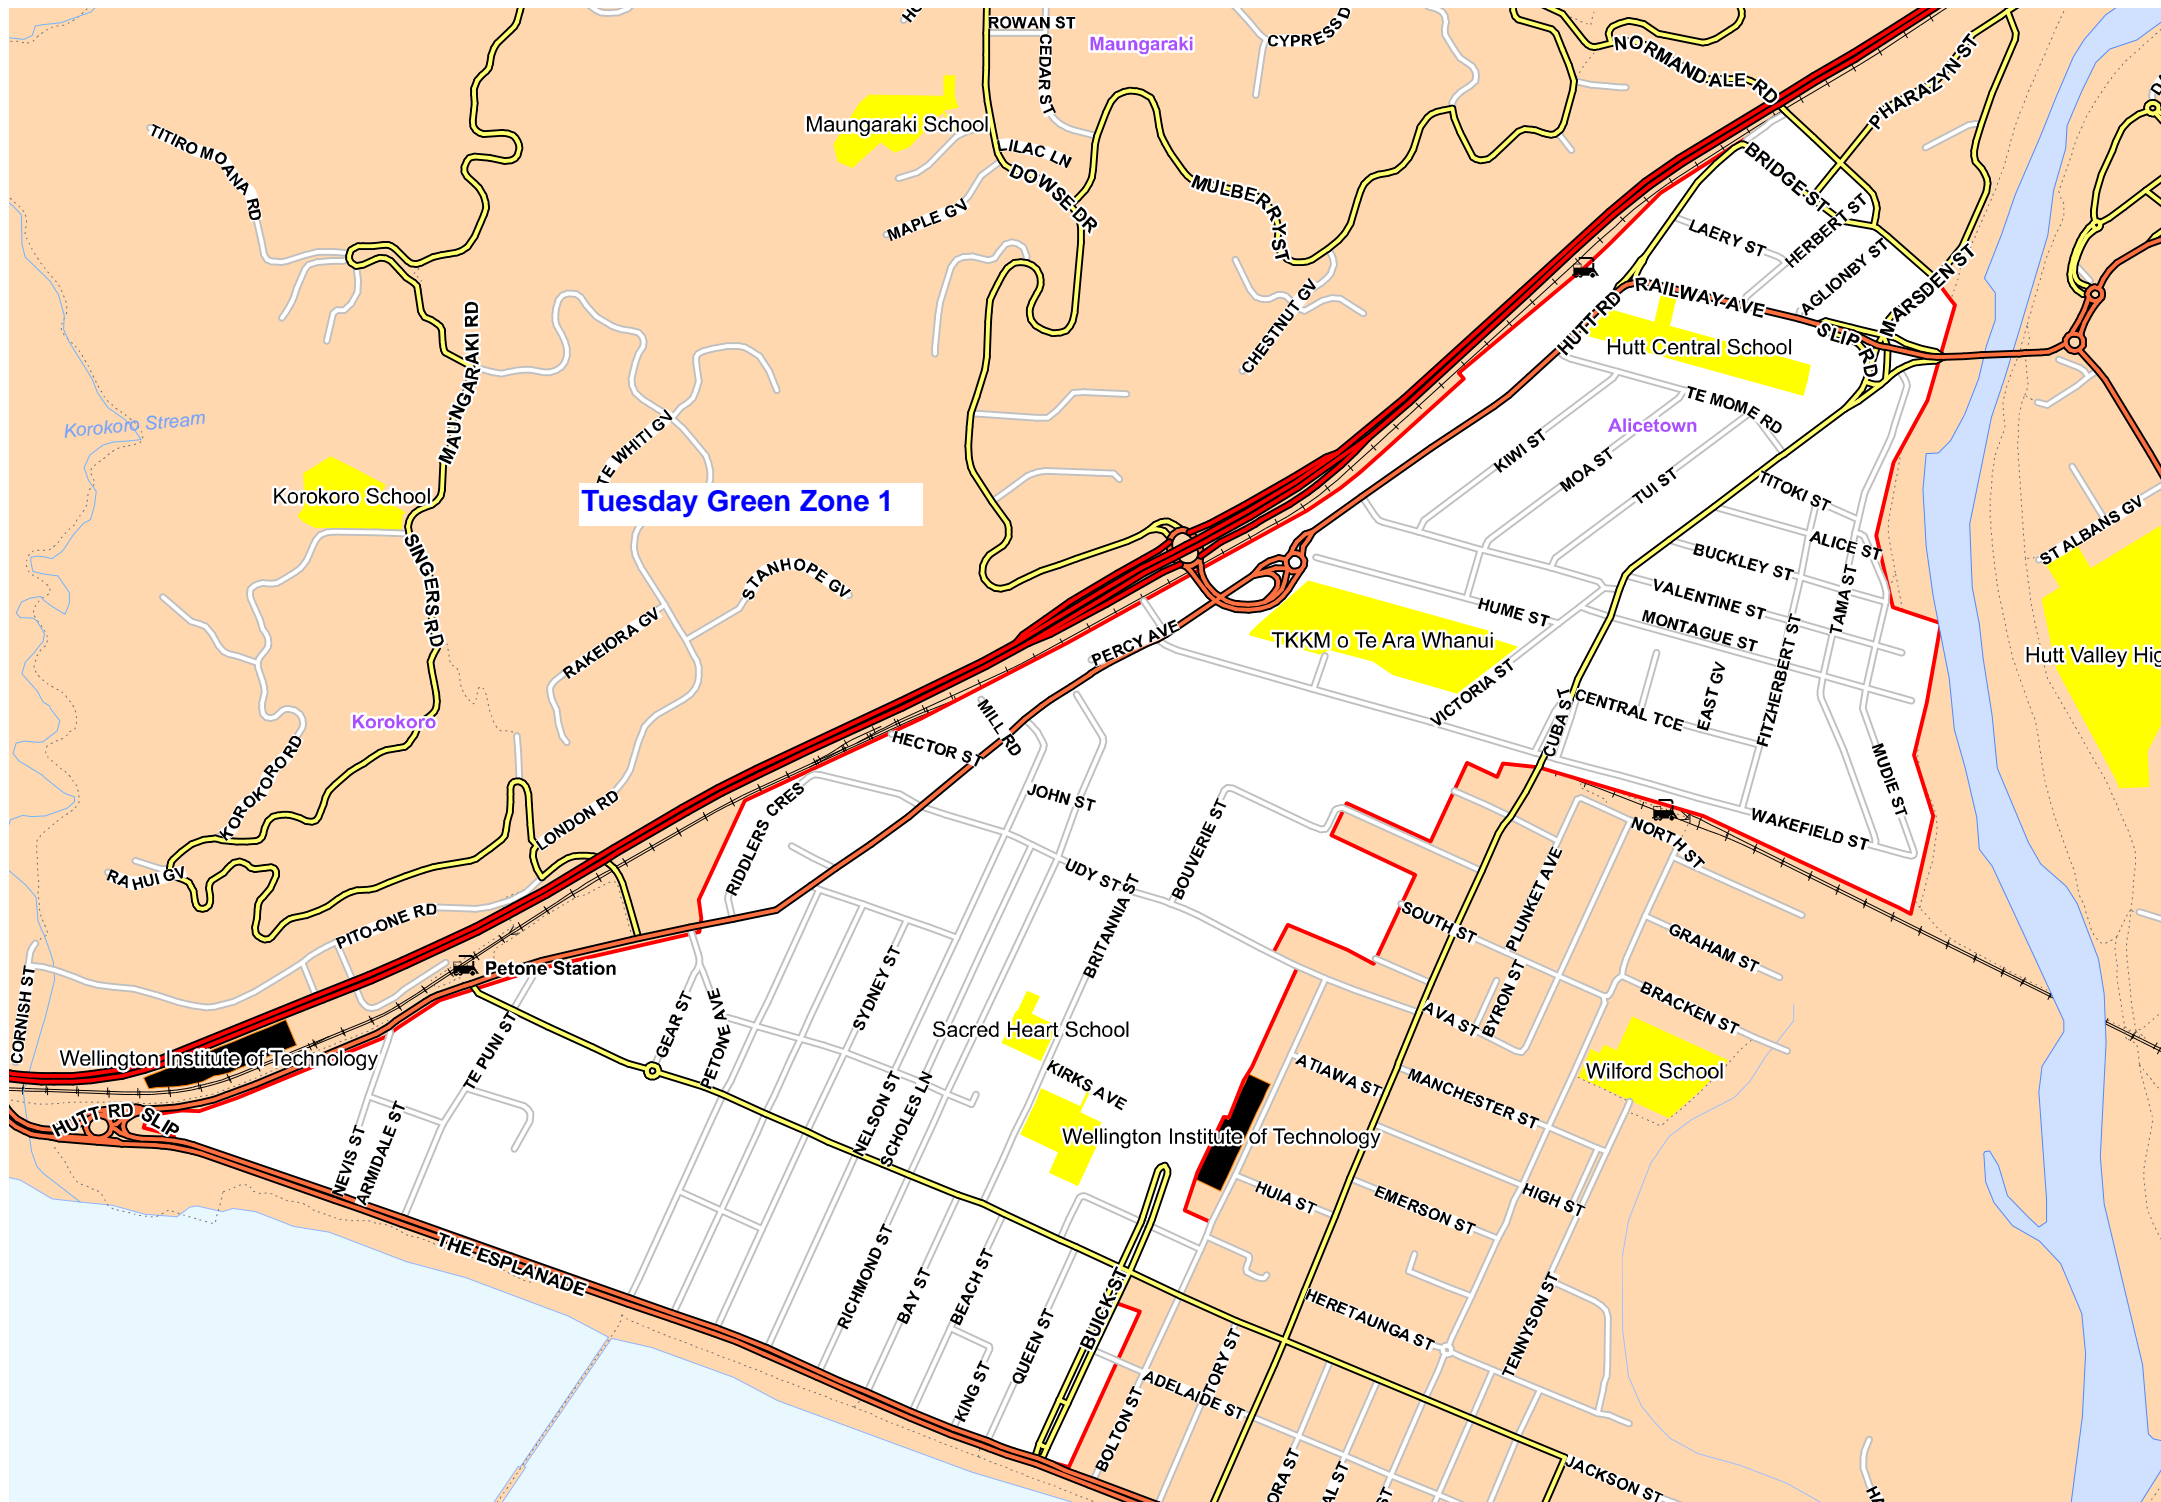 ROWAN ST
CEDAR ST
Maungaraki
CYPRESS D
NORMANDALE RD
PHARAZYN ST
Maungaraki School
LILAC LN
DOWSE DR
MAPLE GV
MULBERRY ST
BRIDGE ST
TITIRO MOANA RD
LAERY ST
HERBERT ST
AGLIONBY ST
MARSDEN ST
RAILWAY AVE
HUTT RD
SLIP RD
Hutt Central School
CHESTNUT GV
MAUNGARAKI RD
Korokoro Stream
TE WHITI GV
TE MOME RD
Alicetown
KIWI ST
MOA ST
TUI ST
TITOKI ST
Korokoro School
Tuesday Green Zone 1
SINGERS RD
STANHOPE GV
RAKEIORA GV
ALICE ST
BUCKLEY ST
VALENTINE ST
MONTAGUE ST
TAMA ST
FITZHERBERT ST
ST ALBANS GV
HUME ST
PERCY AVE
TKKM o Te Ara Whanui
VICTORIA ST
Hutt Valley Hig
Korokoro
KOROKORO RD
MILL RD
HECTOR ST
CUBA ST
CENTRAL TCE
EAST GV
MUDIE ST
JOHN ST
RIDDLERS CRES
LONDON RD
BOUVERIE ST
NORTH ST
WAKEFIELD ST
RAHUI GV
UDY ST
BRITANNIA ST
PLUNKET AVE
PITO-ONE RD
SOUTH ST
GRAHAM ST
CORNISH ST
Petone Station
SYDNEY ST
BYRON ST
BRACKEN ST
AVA ST
GEAR ST
PETONE AVE
TE PUNI ST
Sacred Heart School
Wellington Institute of Technology
KIRKS AVE
ATIAWA ST
MANCHESTER ST
Wilford School
HUTT RD SLIP
NEVIS ST
ARMIDALE ST
NELSON ST
SCHOLES LN
Wellington Institute of Technology
HUIA ST
EMERSON ST
HIGH ST
THE ESPLANADE
RICHMOND ST
BAY ST
BEACH ST
QUEEN ST
KING ST
BUICK ST
HERETAUNGA ST
TENNYSON ST
TORY ST
ADELAIDE ST
BOLTON ST
JACKSON ST
ORA ST
AL ST
ST
HA